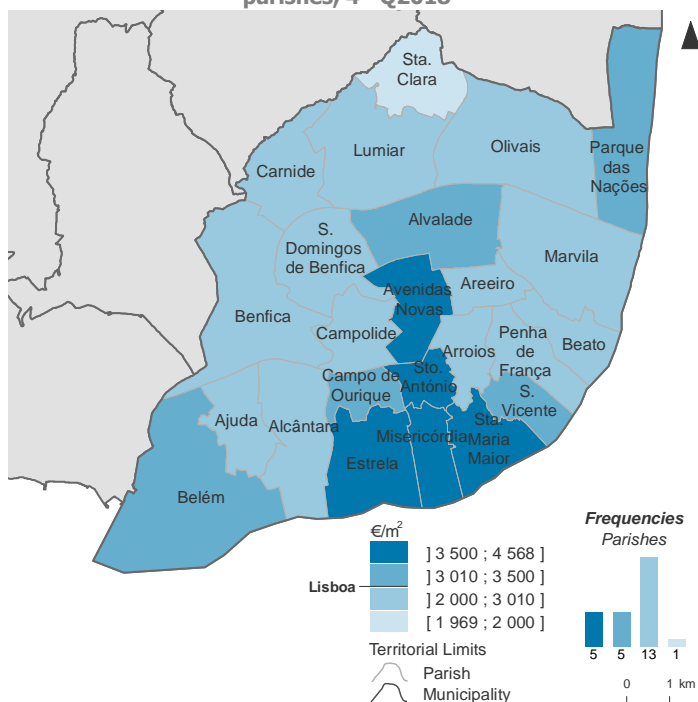 parishes, 4 Q2018
Sta.
Clara
Lumiar
Olivais
Parque
das
Nações
Carnide
Alvalade
S.
Domingos
de Benfica
Marvila
Avenidas
Novas
Areeiro
Benfica
Campolide
Arroios
Penha
de
França
Beato
Sto.
António
Campo de
Ourique
S.
Vicente
Ajuda
Alcântara
Misericórdia
Sta.
Maria
Maior
Estrela
Belém
€/m²
] 3 500 ; 4 568 ]
] 3 010 ; 3 500 ]
Lisboa
] 2 000 ; 3 010 ]
[ 1 969 ; 2 000 ]
Territorial Limits
Parish
Municipality
Frequencies
Parishes
5 5 13 1
0 1 km